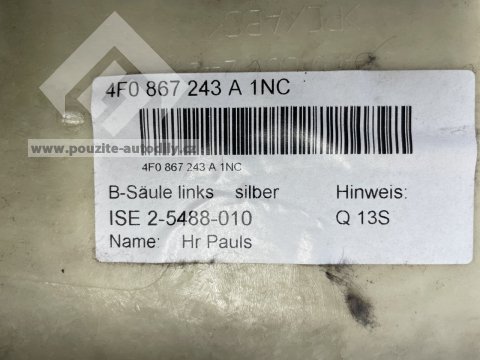 4F0 867 243 A 1NC
www.pouzite-autodily.cz
4F0 867 243 A 1NC
B-Säule links silber Hinweis:
ISE 2-5488-010 Q 13S
Name: Hr Pauls